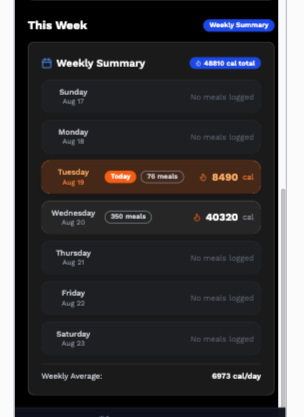 This Week
Weekly Summary
Weekly Summary
48810 cal total
Sunday
Aug 17
No meals logged
Monday
Aug 18
No meals logged
Tuesday
Aug 19
Today
76 meals
8490 cal
Wednesday
Aug 20
350 meals
40320 cal
Thursday
Aug 21
No meals logged
Friday
Aug 22
No meals logged
Saturday
Aug 23
No meals logged
Weekly Average:
6973 cal/day